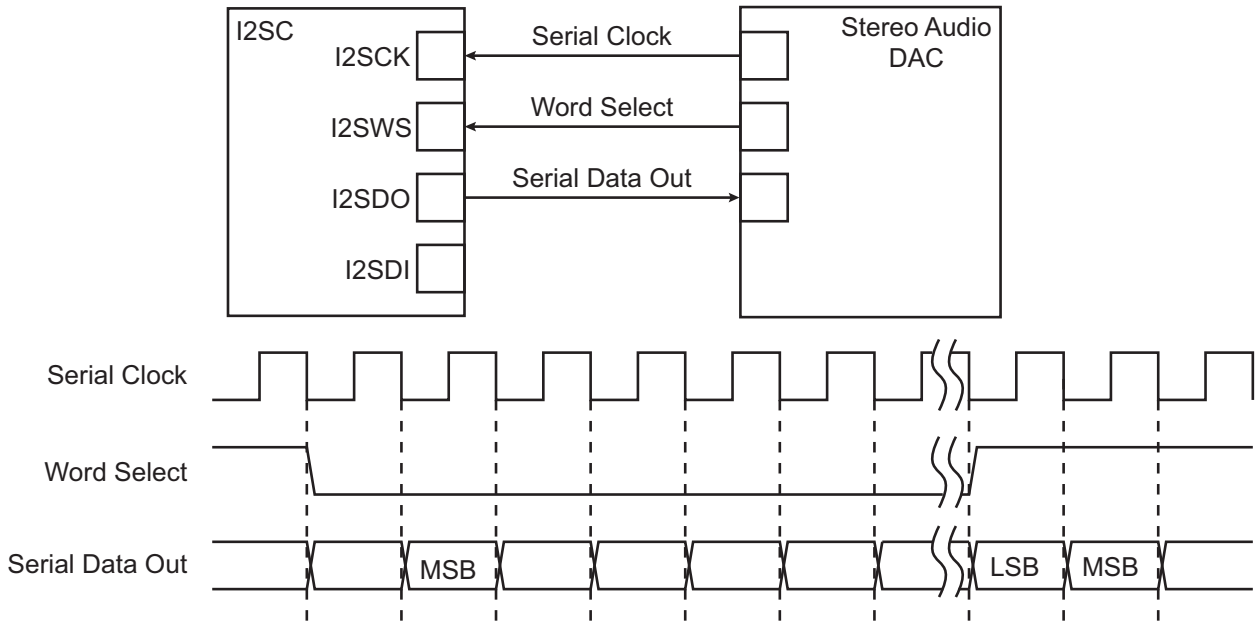 I2SC
Stereo Audio
DAC
I2SCK
Serial Clock
I2SWS
Word Select
I2SDO
Serial Data Out
I2SDI
Serial Clock
Word Select
Serial Data Out
MSB
LSB
MSB